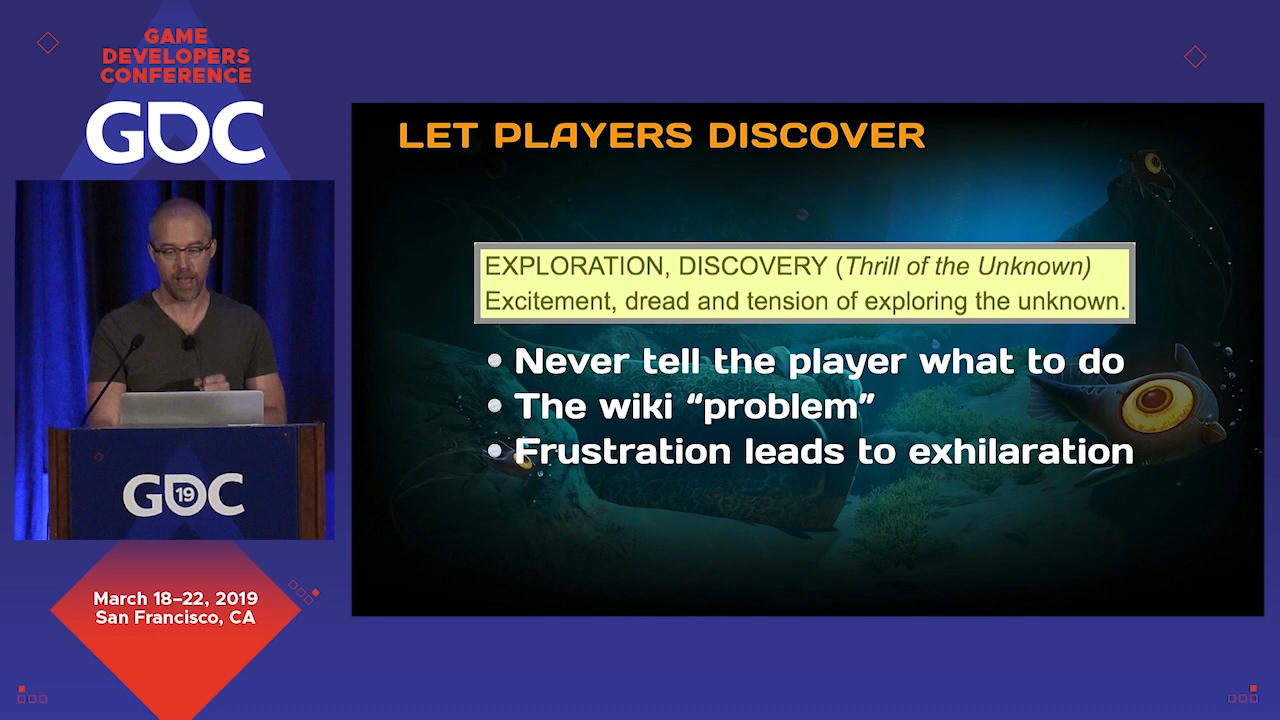 GAME
DEVELOPERS
CONFERENCE
GDC
LET PLAYERS DISCOVER
EXPLORATION, DISCOVERY (Thrill of the Unknown)
Excitement, dread and tension of exploring the unknown.
• Never tell the player what to do
• The wiki “problem”
• Frustration leads to exhilaration
GDC 19
March 18–22, 2019
San Francisco, CA